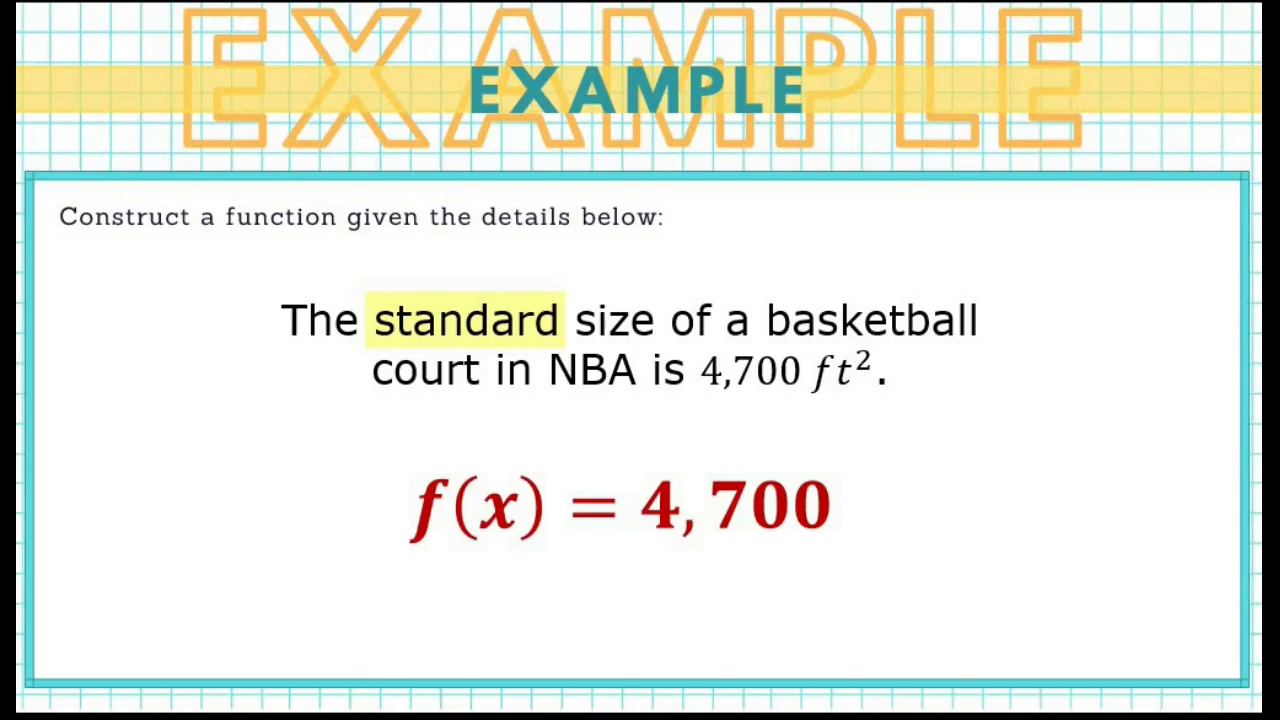 EXAMPLE
EXAMPLE
Construct a function given the details below:
The standard size of a basketball
court in NBA is 4,700 ft².
f(x) = 4,700